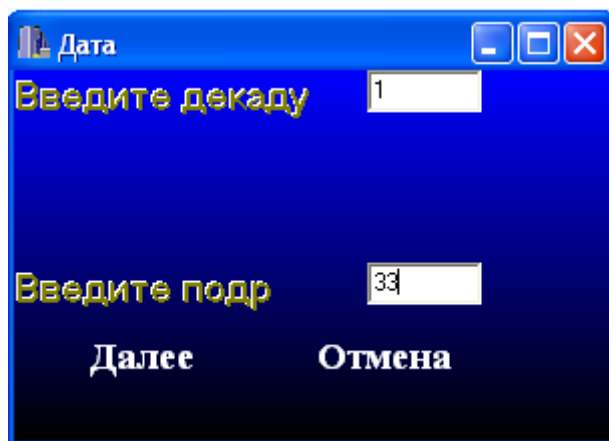 Дата
Введите декаду 1
Введите подр 33
Далее Отмена